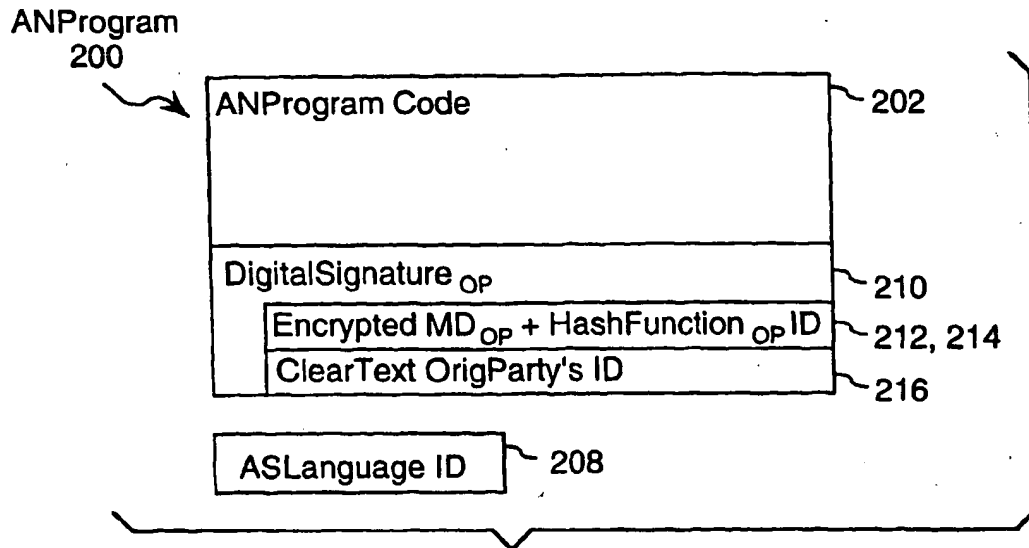 ANProgram
200
ANProgram Code
202
DigitalSignature OP
210
Encrypted MD OP + HashFunction OP ID
212, 214
ClearText OrigParty's ID
216
ASLanguage ID
208